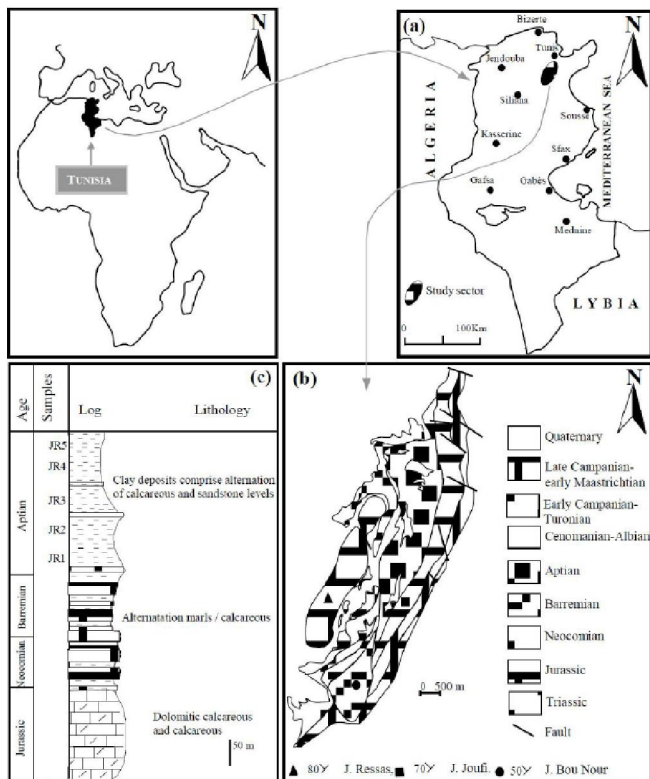 N
TUNISIA
(a)
N
Bizerte
Tunis
Jendouba
Siliana
Sousse
Kasserine
Sfax
Gafsa
Gabès
Mednine
ALGERIA
MEDITERRANEAN SEA
Study sector
LYBIA
0 100Km
(c)
Age
Samples
Log
Lithology
Aptian
JR5
JR4
JR3
JR2
JR1
Clay deposits comprise alternation
of calcareous and sandstone levels
Barremian
Alternatation marls / calcareous
Neocomian
Jurassic
Dolomitic calcareous
and calcareous
50 m
(b)
N
Quaternary
Late Campanian-
early Maastrichtian
Early Campanian-
Turonian
Cenomanian-Albian
Aptian
Barremian
Neocomian
Jurassic
Triassic
Fault
0 500 m
J. Ressas,
J. Joufi,
J. Bou Nour